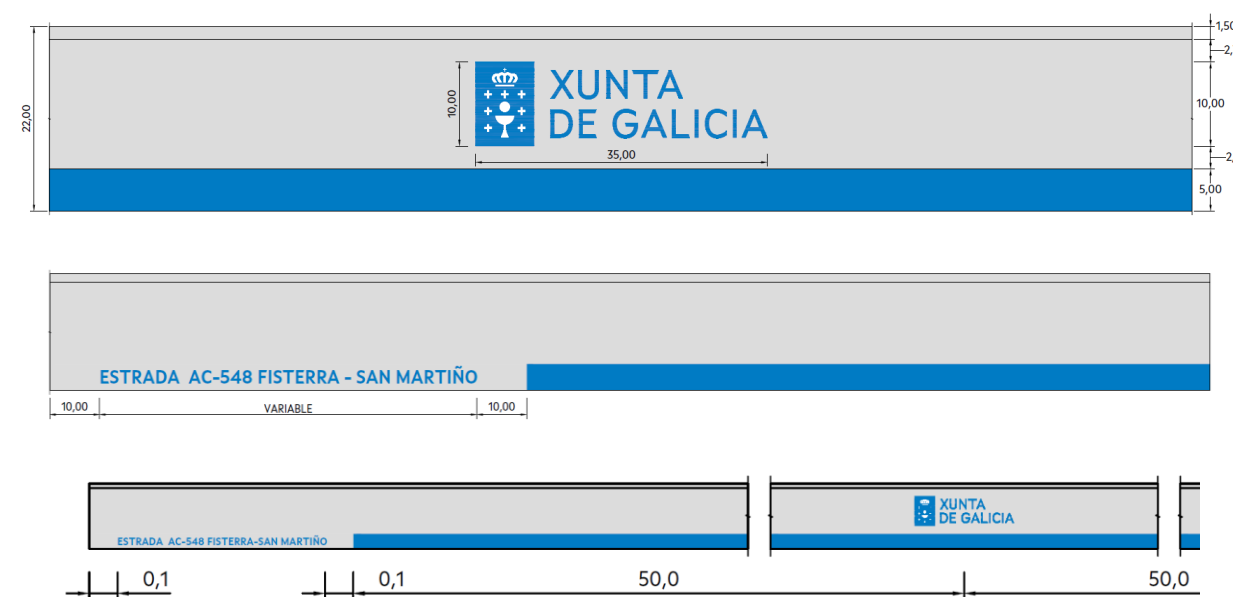 1,50
2,
XUNTA
DE GALICIA
22,00
10,00
10,00
35,00
2,
5,00
ESTRADA AC-548 FISTERRA - SAN MARTIÑO
10,00
VARIABLE
10,00
XUNTA
DE GALICIA
ESTRADA AC-548 FISTERRA-SAN MARTIÑO
0,1
0,1
50,0
50,0